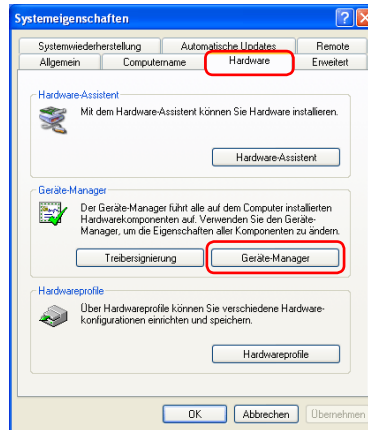 Systemeigenschaften
Systemwiederherstellung Automatische Updates Remote
Allgemein Computername Hardware Erweitert
Hardware-Assistent
Mit dem Hardware-Assistent können Sie Hardware installieren.
Hardware-Assistent
Geräte-Manager
Der Geräte-Manager führt alle auf dem Computer installierten
Hardwarekomponenten auf. Verwenden Sie den Geräte-
Manager, um die Eigenschaften aller Komponenten zu ändern.
Treibersignierung Geräte-Manager
Hardwareprofile
Über Hardwareprofile können Sie verschiedene Hardware-
konfigurationen einrichten und speichern.
Hardwareprofile
OK Abbrechen Übernehmen